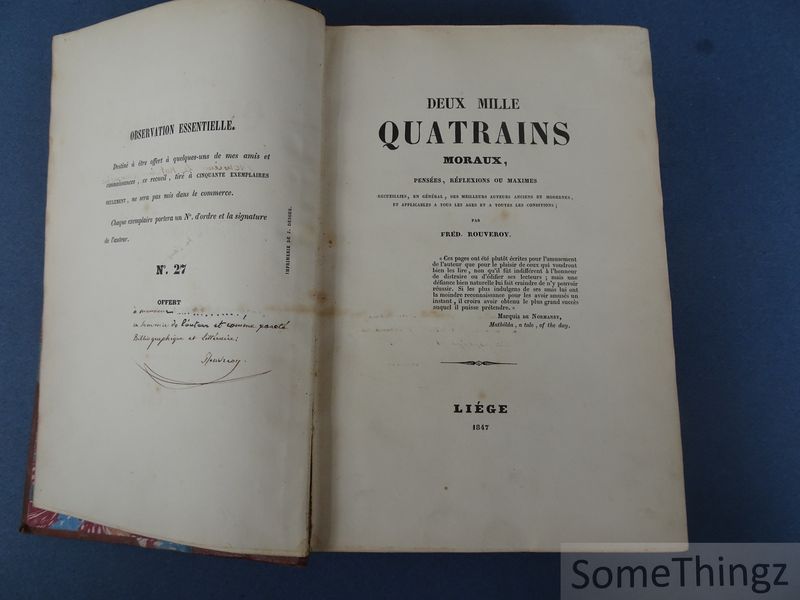 OBSERVATION ESSENTIELLE.
Destiné à être offert à quelques-uns de mes amis et
connaissances, ce recueil, tiré à CINQUANTE EXEMPLAIRES
SEULEMENT, ne sera pas mis dans le commerce.
Chaque exemplaire portera un N°. d'ordre et la signature
de l'auteur.
IMPRIMERIE DE J. DESOER.
N°. 27
OFFERT
à monsieur
de l'auteur et comme
Bibliographique et littéraire:
Rouveroy
DEUX MILLE
QUATRAINS
MORAUX,
PENSÉES, RÉFLEXIONS OU MAXIMES
RECUEILLIES, EN GÉNÉRAL, DES MEILLEURS AUTEURS ANCIENS ET MODERNES,
ET APPLICABLES A TOUS LES AGES ET A TOUTES LES CONDITIONS;
PAR
FRÉD. ROUVEROY.
« Ces pages ont été plutôt écrites pour l'amusement
de l'auteur que pour le plaisir de ceux qui voudront
bien les lire, non qu'il fût indifférent à l'honneur
de distraire ou d'édifier ses lecteurs; mais une
défiance bien naturelle lui fait craindre de n'y pouvoir
réussir. Si les plus indulgens de ses amis lui ont
la moindre reconnaissance pour les avoir amusés un
instant, il croira avoir obtenu le plus grand succès
auquel il puisse prétendre. »
Marquis de Normanby,
Mathilda, a tale, of the day.
LIÉGE
1847
SomeThingz